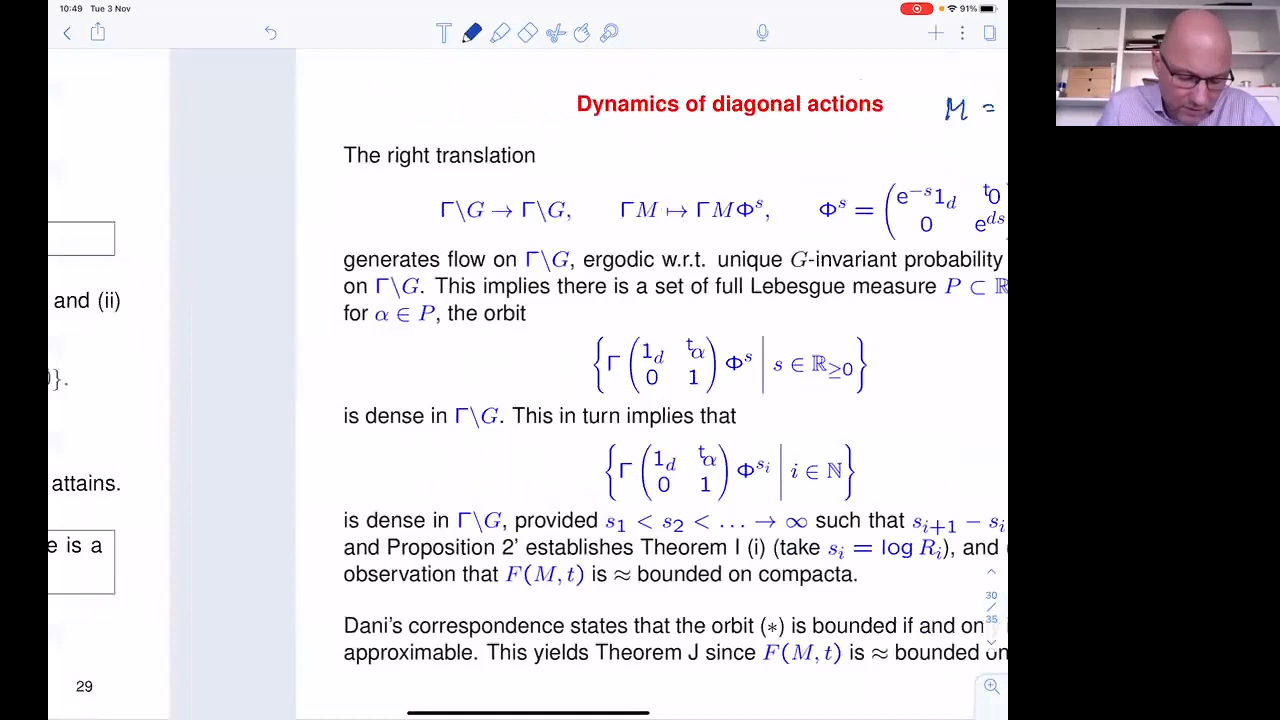 10:49 Tue 3 Nov
91%
and (ii)
}.
attains.
e is a
29
Dynamics of diagonal actions
M =
The right translation
Γ\G → Γ\G, ΓM ↦ ΓMΦ^s, Φ^s = ( e^{−s}1_d ᵗ0
0 e^{ds}
generates flow on Γ\G, ergodic w.r.t. unique G-invariant probability
on Γ\G. This implies there is a set of full Lebesgue measure P ⊂ ℝ
for α ∈ P, the orbit
{ Γ ( 1_d ᵗα
0 1 ) Φ^s | s ∈ ℝ_{≥0} }
is dense in Γ\G. This in turn implies that
{ Γ ( 1_d ᵗα
0 1 ) Φ^{s_i} | i ∈ ℕ }
is dense in Γ\G, provided s_1 < s_2 < … → ∞ such that s_{i+1} − s_i
and Proposition 2' establishes Theorem I (i) (take s_i = log R_i), and
observation that F(M, t) is ≈ bounded on compacta.
Dani's correspondence states that the orbit (∗) is bounded if and on
approximable. This yields Theorem J since F(M, t) is ≈ bounded on
30
/
35